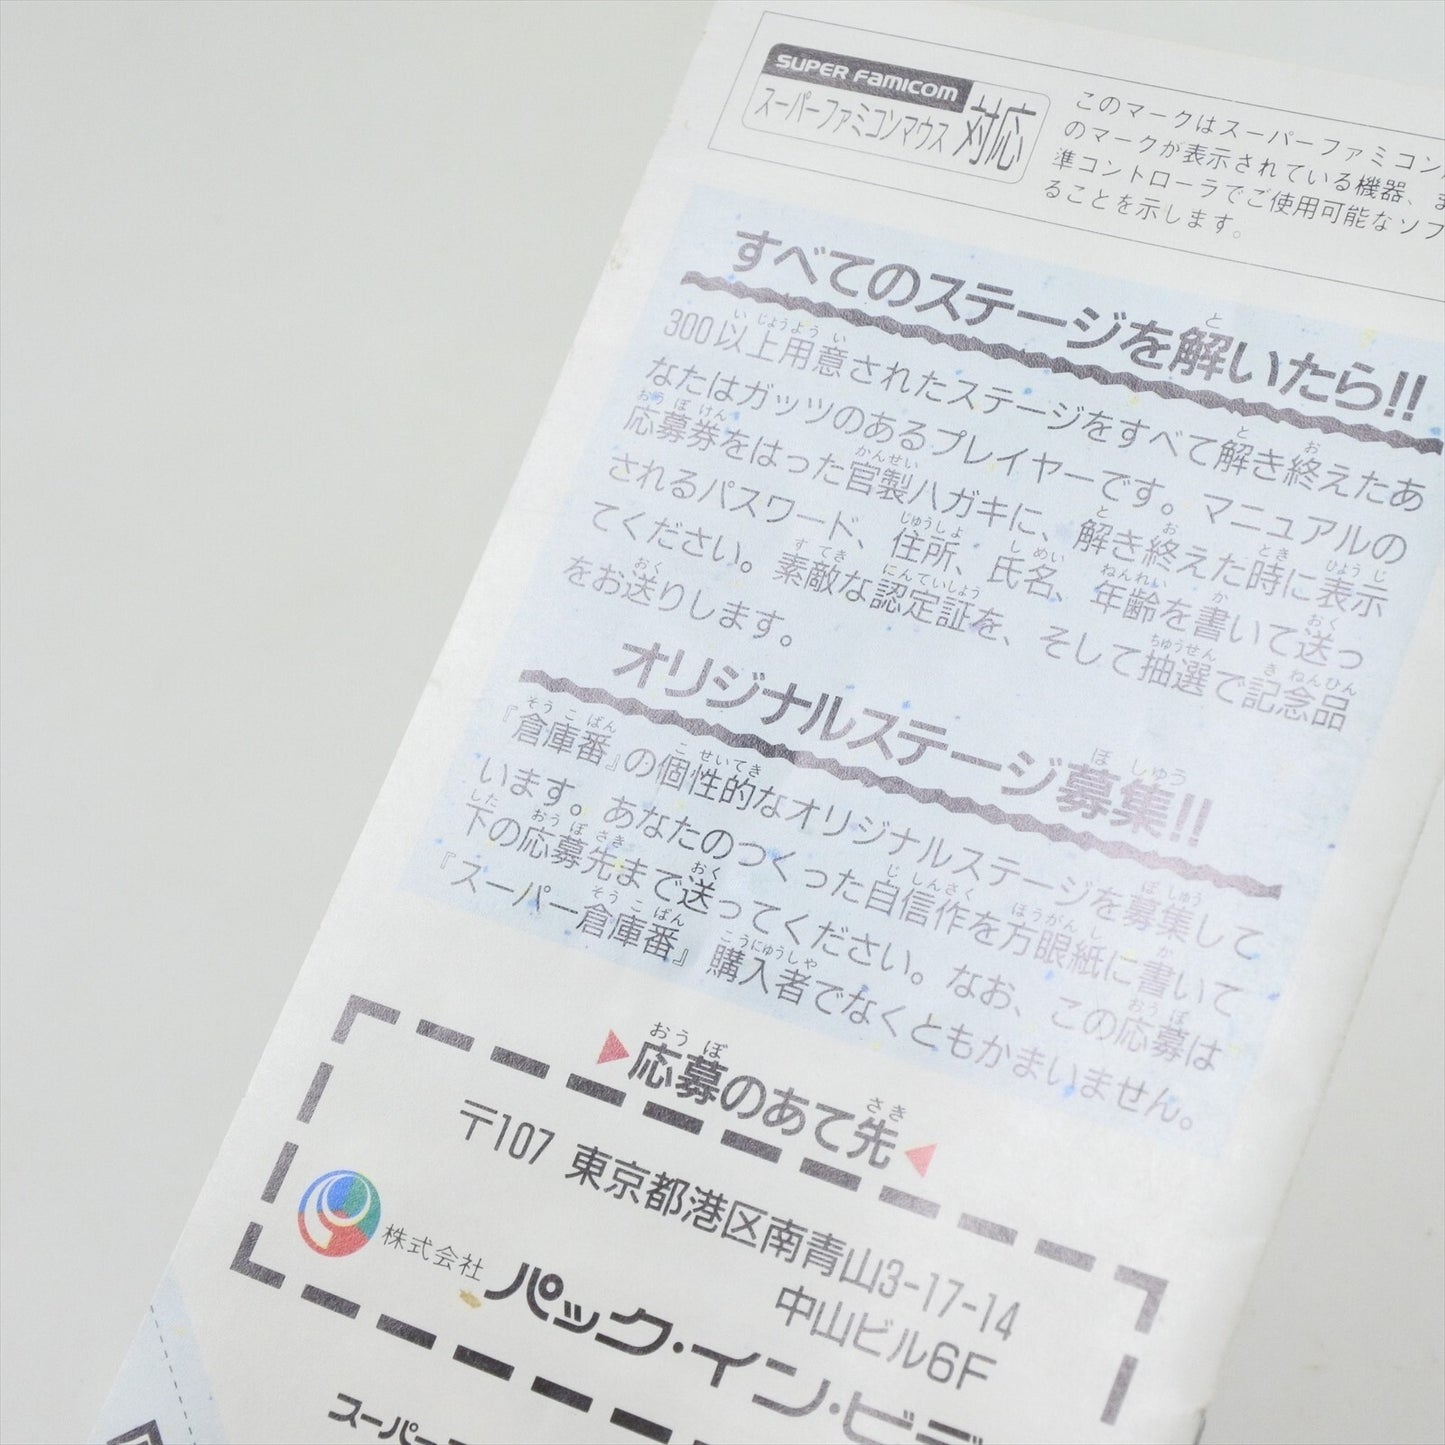 SUPER FAMICOM
スーパーファミコンマウス対応
このマークはスーパーファミコン
のマークが表示されている機器、
準コントローラでご使用可能なソフ
ることを示します。
すべてのステージを解いたら!!
300以上用意されたステージをすべて解き終えたあ
なたはガッツのあるプレイヤーです。マニュアルの
応募券をはった官製ハガキに、解き終えた時に表示
されるパスワード、住所、氏名、年齢を書いて送っ
てください。素敵な認定証を、そして抽選で記念品
をお送りします。
オリジナルステージ募集!!
『倉庫番』の個性的なオリジナルステージを募集して
います。あなたのつくった自信作を方眼紙に書いて
下の応募先まで送ってください。なお、この応募は
『スーパー倉庫番』購入者でなくともかまいません。
応募のあて先
〒107 東京都港区南青山3-17-14
中山ビル6F
株式会社 パック・イン・ビデ
スーパー